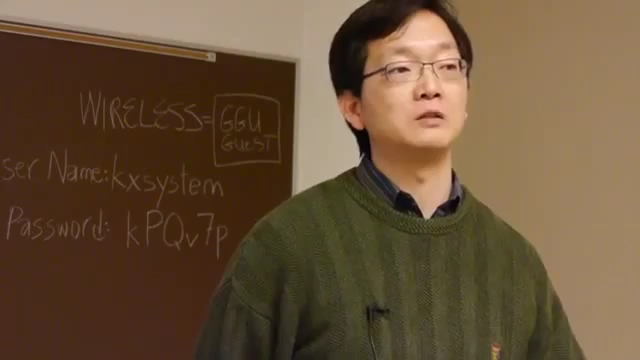 WIRELESS= GGU
GUEST
ser Name: kxsystem
Password: kPQv7p